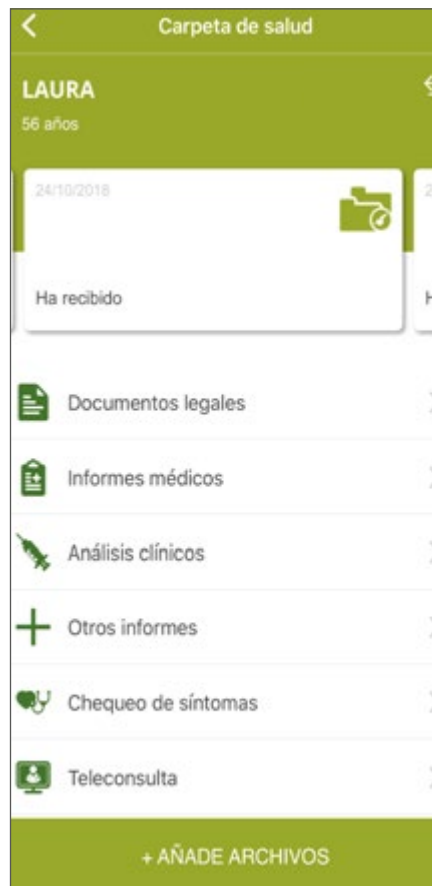 Carpeta de salud
LAURA
56 años
24/10/2018
Ha recibido
Documentos legales
Informes médicos
Análisis clínicos
Otros informes
Chequeo de síntomas
Teleconsulta
+ AÑADE ARCHIVOS